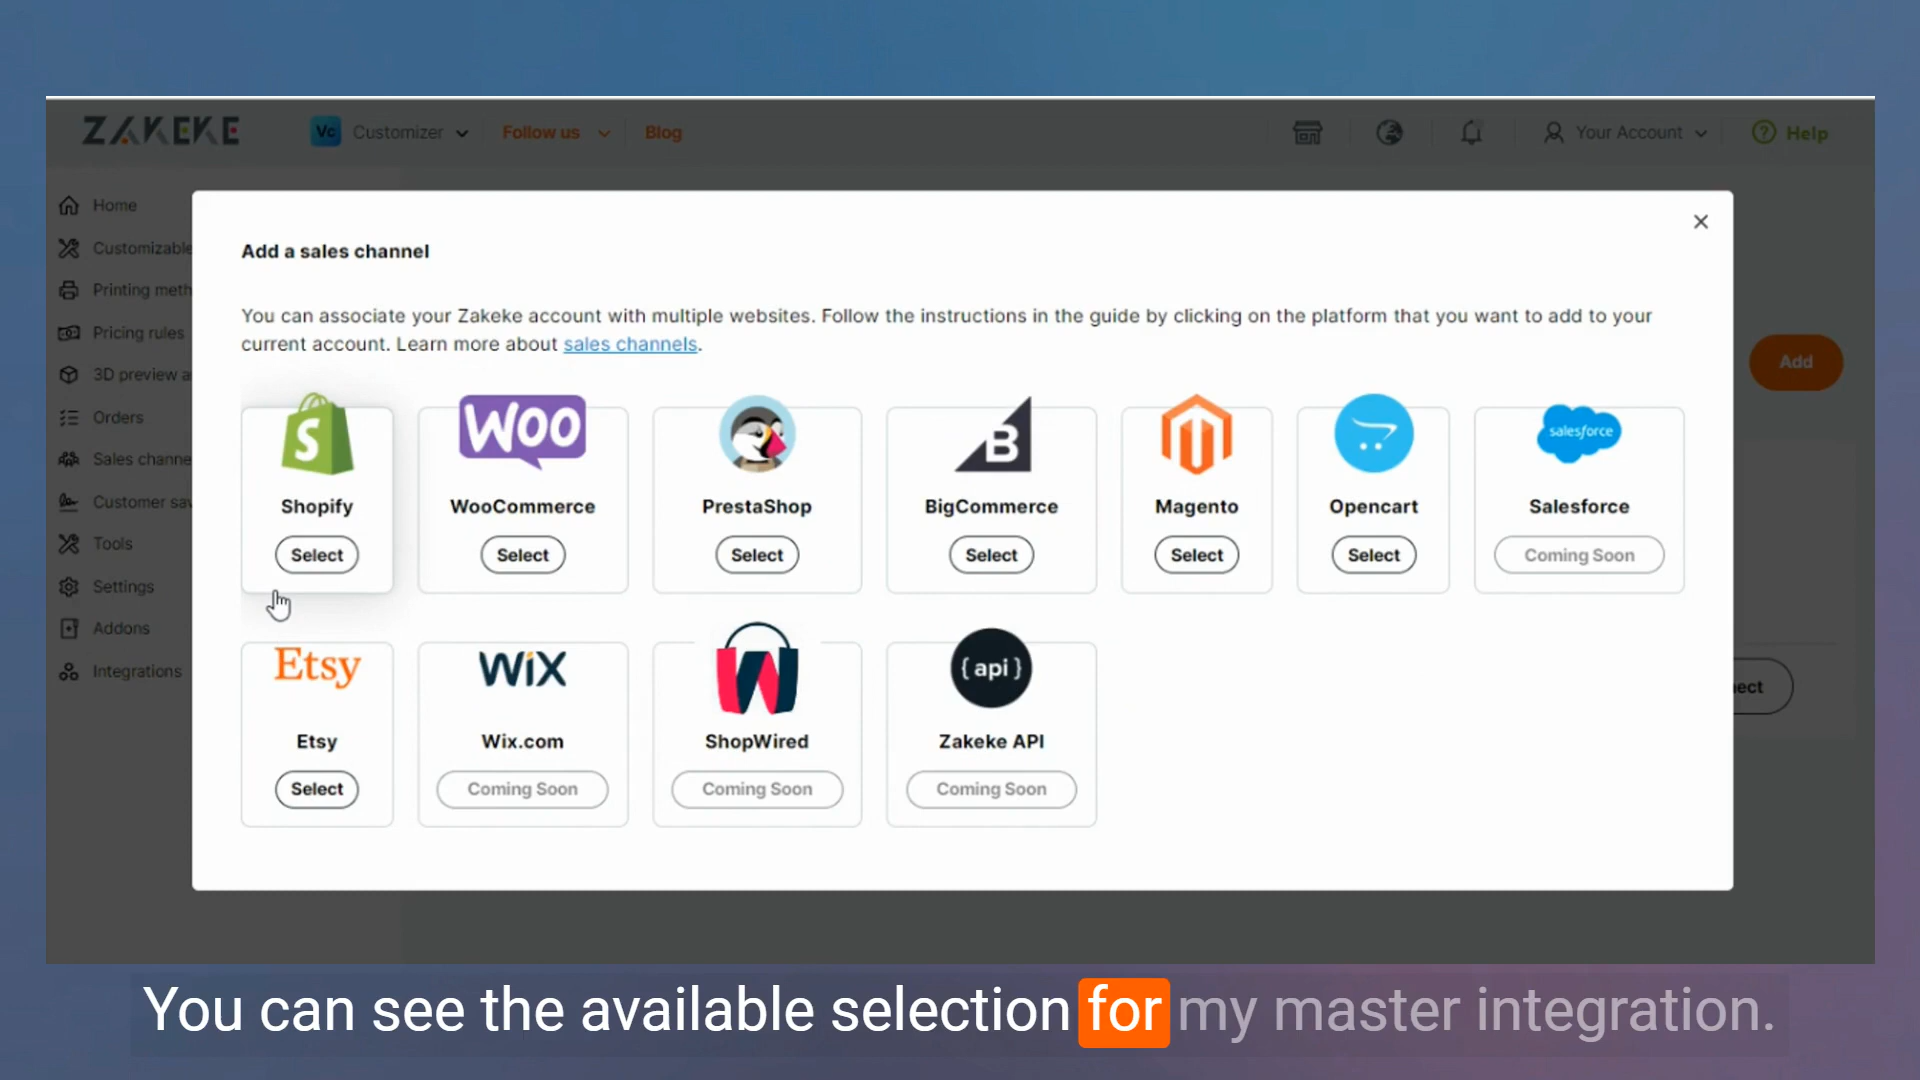 ZAKEKE
Vc Customizer Follow us Blog
Your Account Help
Home
Customizable
Printing meth
Pricing rules
3D preview a
Orders
Sales channe
Customer sav
Tools
Settings
Addons
Integrations
Add
nect
Add a sales channel
You can associate your Zakeke account with multiple websites. Follow the instructions in the guide by clicking on the platform that you want to add to your
current account. Learn more about sales channels.
S WOO B salesforce
Shopify WooCommerce PrestaShop BigCommerce Magento Opencart Salesforce
Select Select Select Select Select Select Coming Soon
Etsy WiX {api}
Etsy Wix.com ShopWired Zakeke API
Select Coming Soon Coming Soon Coming Soon
You can see the available selection for my master integration.